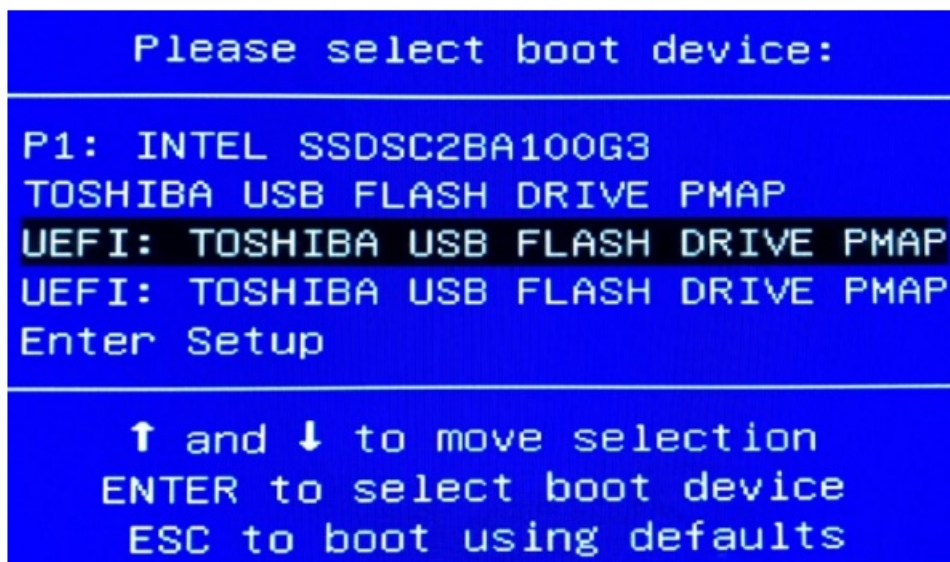 Please select boot device:
P1: INTEL SSDSC2BA100G3
TOSHIBA USB FLASH DRIVE PMAP
UEFI: TOSHIBA USB FLASH DRIVE PMAP
UEFI: TOSHIBA USB FLASH DRIVE PMAP
Enter Setup
↑ and ↓ to move selection
ENTER to select boot device
ESC to boot using defaults